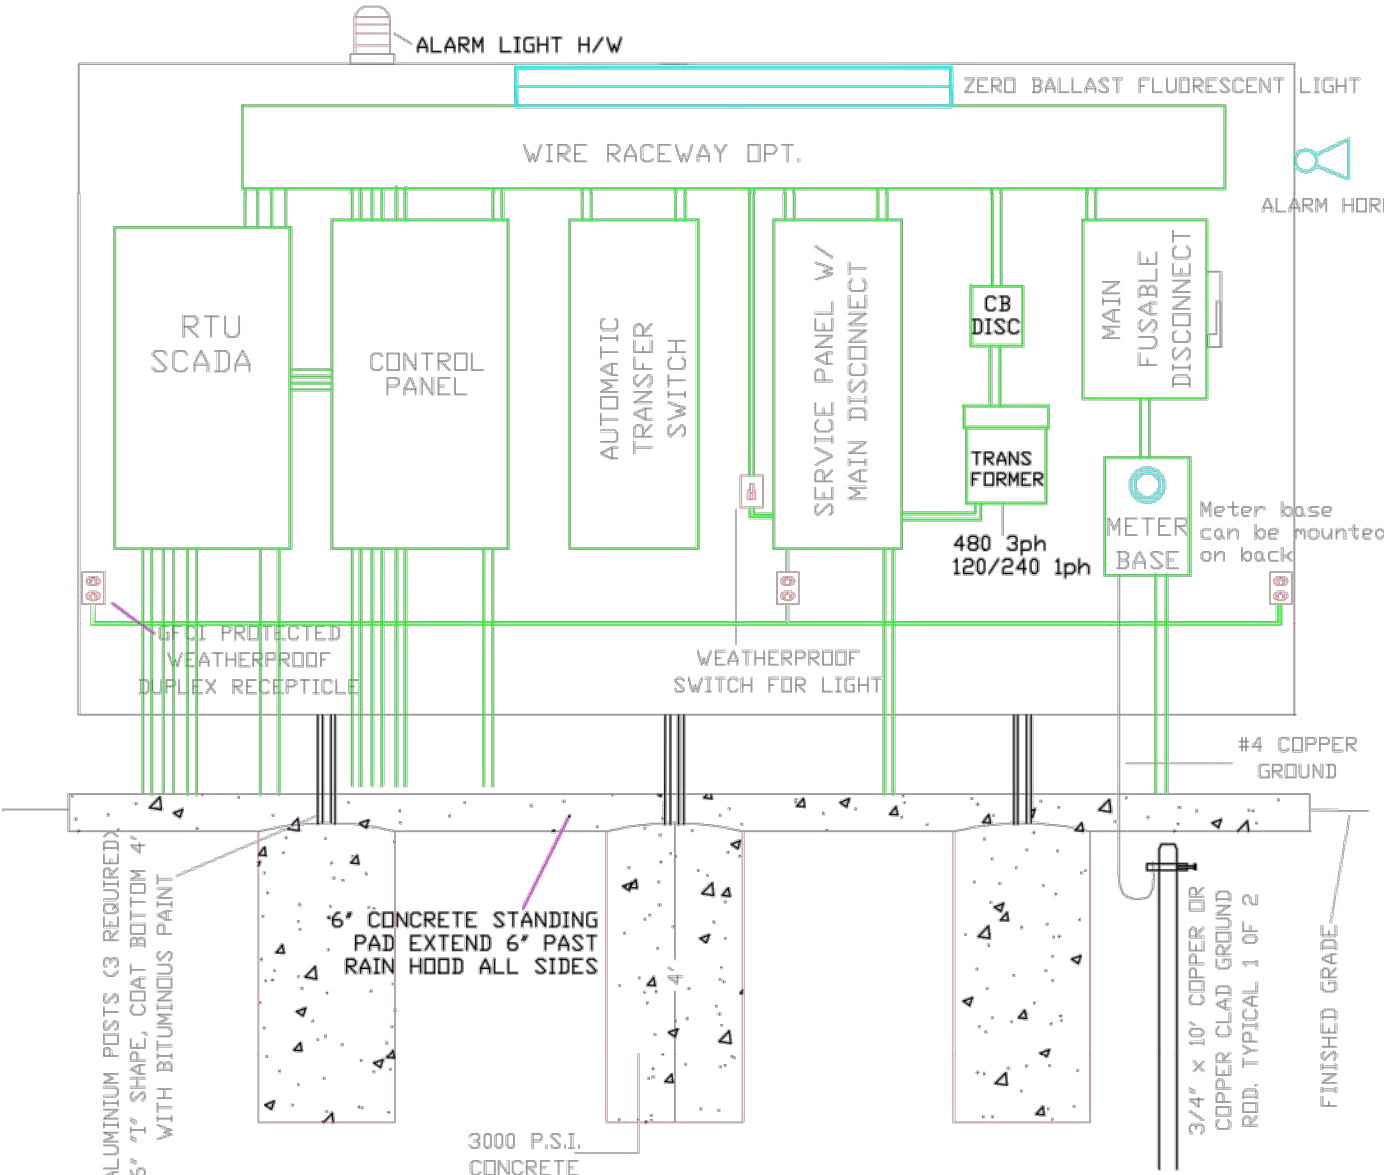 ALARM LIGHT H/W
ZERO BALLAST FLUORESCENT LIGHT
WIRE RACEWAY OPT.
ALARM HOR
RTU
SCADA
CONTROL
PANEL
AUTOMATIC
TRANSFER
SWITCH
SERVICE PANEL W/
MAIN DISCONNECT
CB
DISC
TRANS
FORMER
480 3ph
120/240 1ph
MAIN
FUSABLE
DISCONNECT
METER
BASE
Meter base
can be mounted
on back
GFCI PROTECTED
WEATHERPROOF
DUPLEX RECEPTICLE
WEATHERPROOF
SWITCH FOR LIGHT
#4 COPPER
GROUND
ALUMINIUM POSTS (3 REQUIRED)
6" "I" SHAPE, COAT BOTTOM 4'
WITH BITUMINOUS PAINT
6" CONCRETE STANDING
PAD EXTEND 6" PAST
RAIN HOOD ALL SIDES
4'
3000 P.S.I.
CONCRETE
3/4" x 10' COPPER OR
COPPER CLAD GROUND
ROD. TYPICAL 1 OF 2
FINISHED GRADE